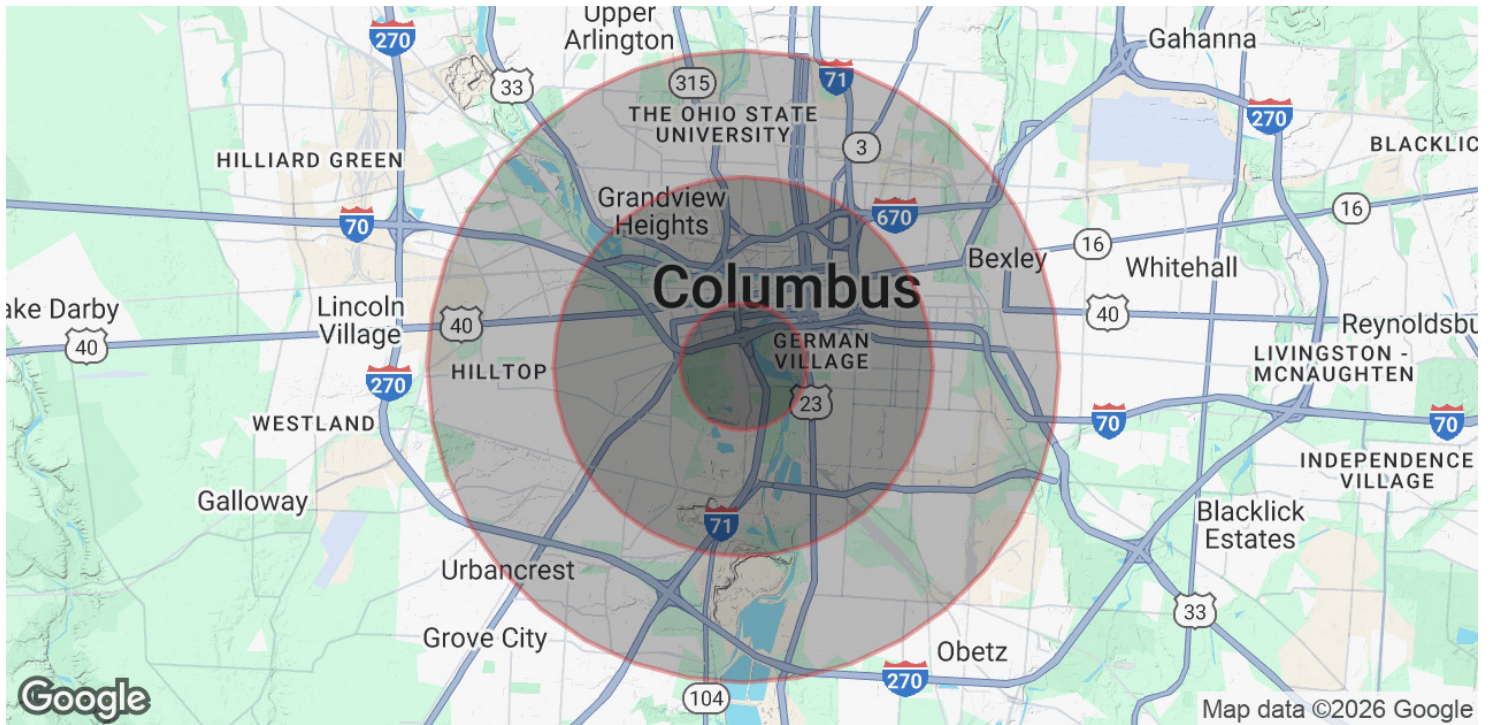 Upper
Arlington
Gahanna
270
33
315
71
270
THE OHIO STATE
UNIVERSITY
3
BLACKLIC
HILLIARD GREEN
Grandview
Heights
70
670
16
16
Bexley
Whitehall
Columbus
ake Darby
Lincoln
Village
40
40
40
Reynoldsbu
GERMAN
VILLAGE
LIVINGSTON -
MCNAUGHTEN
HILLTOP
270
23
WESTLAND
70
70
INDEPENDENCE
VILLAGE
Galloway
71
Blacklick
Estates
Urbancrest
33
Grove City
Obetz
270
104
Google
Map data ©2026 Google